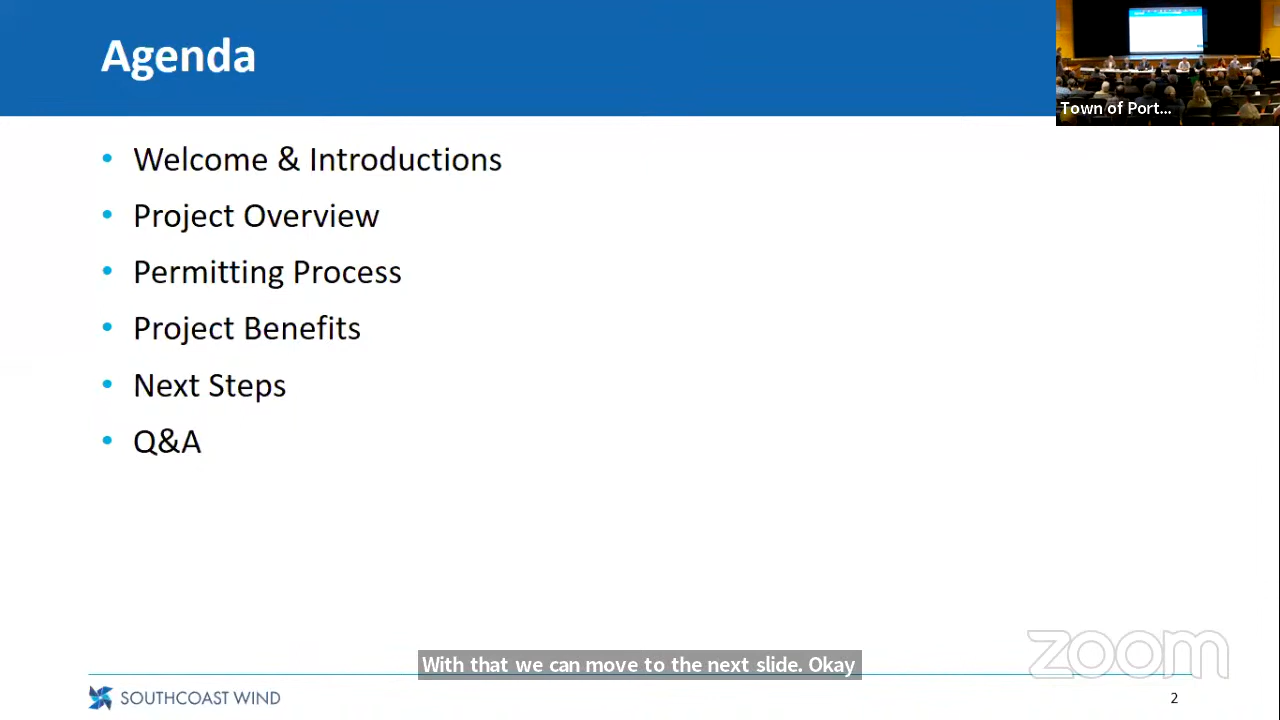 Agenda
Town of Port...
• Welcome & Introductions
• Project Overview
• Permitting Process
• Project Benefits
• Next Steps
• Q&A
zoom
With that we can move to the next slide. Okay
SOUTHCOAST WIND
2